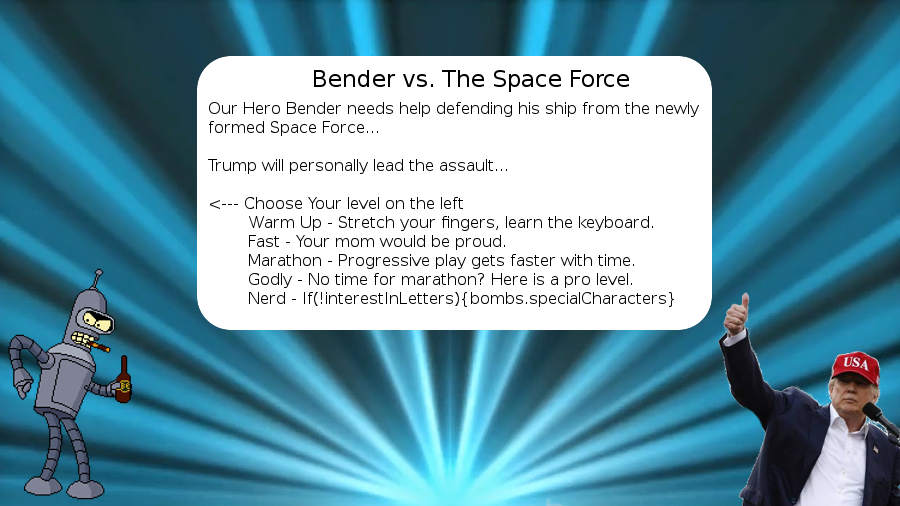 Bender vs. The Space Force
Our Hero Bender needs help defending his ship from the newly
formed Space Force...
Trump will personally lead the assault...
<--- Choose Your level on the left
Warm Up - Stretch your fingers, learn the keyboard.
Fast - Your mom would be proud.
Marathon - Progressive play gets faster with time.
Godly - No time for marathon? Here is a pro level.
Nerd - If(!interestInLetters){bombs.specialCharacters}
USA